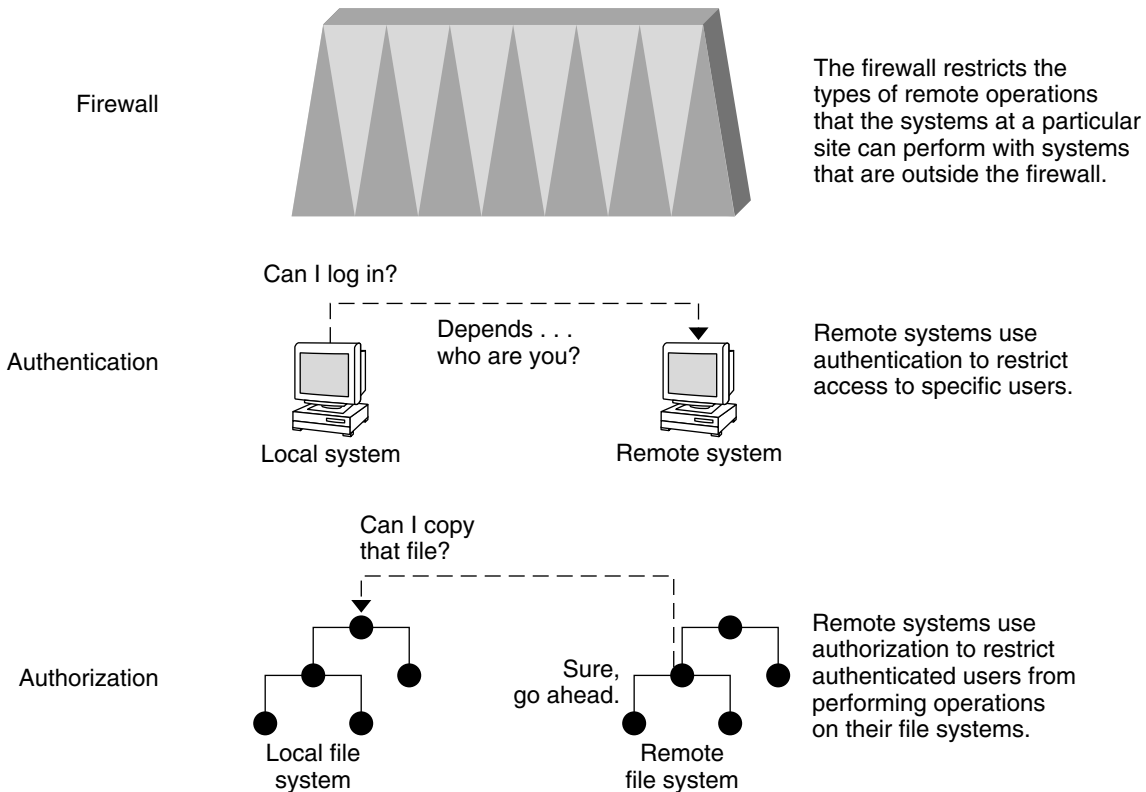 Firewall
The firewall restricts the
types of remote operations
that the systems at a particular
site can perform with systems
that are outside the firewall.
Can I log in?
Depends . . .
who are you?
Authentication
Local system
Remote system
Remote systems use
authentication to restrict
access to specific users.
Can I copy
that file?
Authorization
Sure,
go ahead.
Local file
system
Remote
file system
Remote systems use
authorization to restrict
authenticated users from
performing operations
on their file systems.